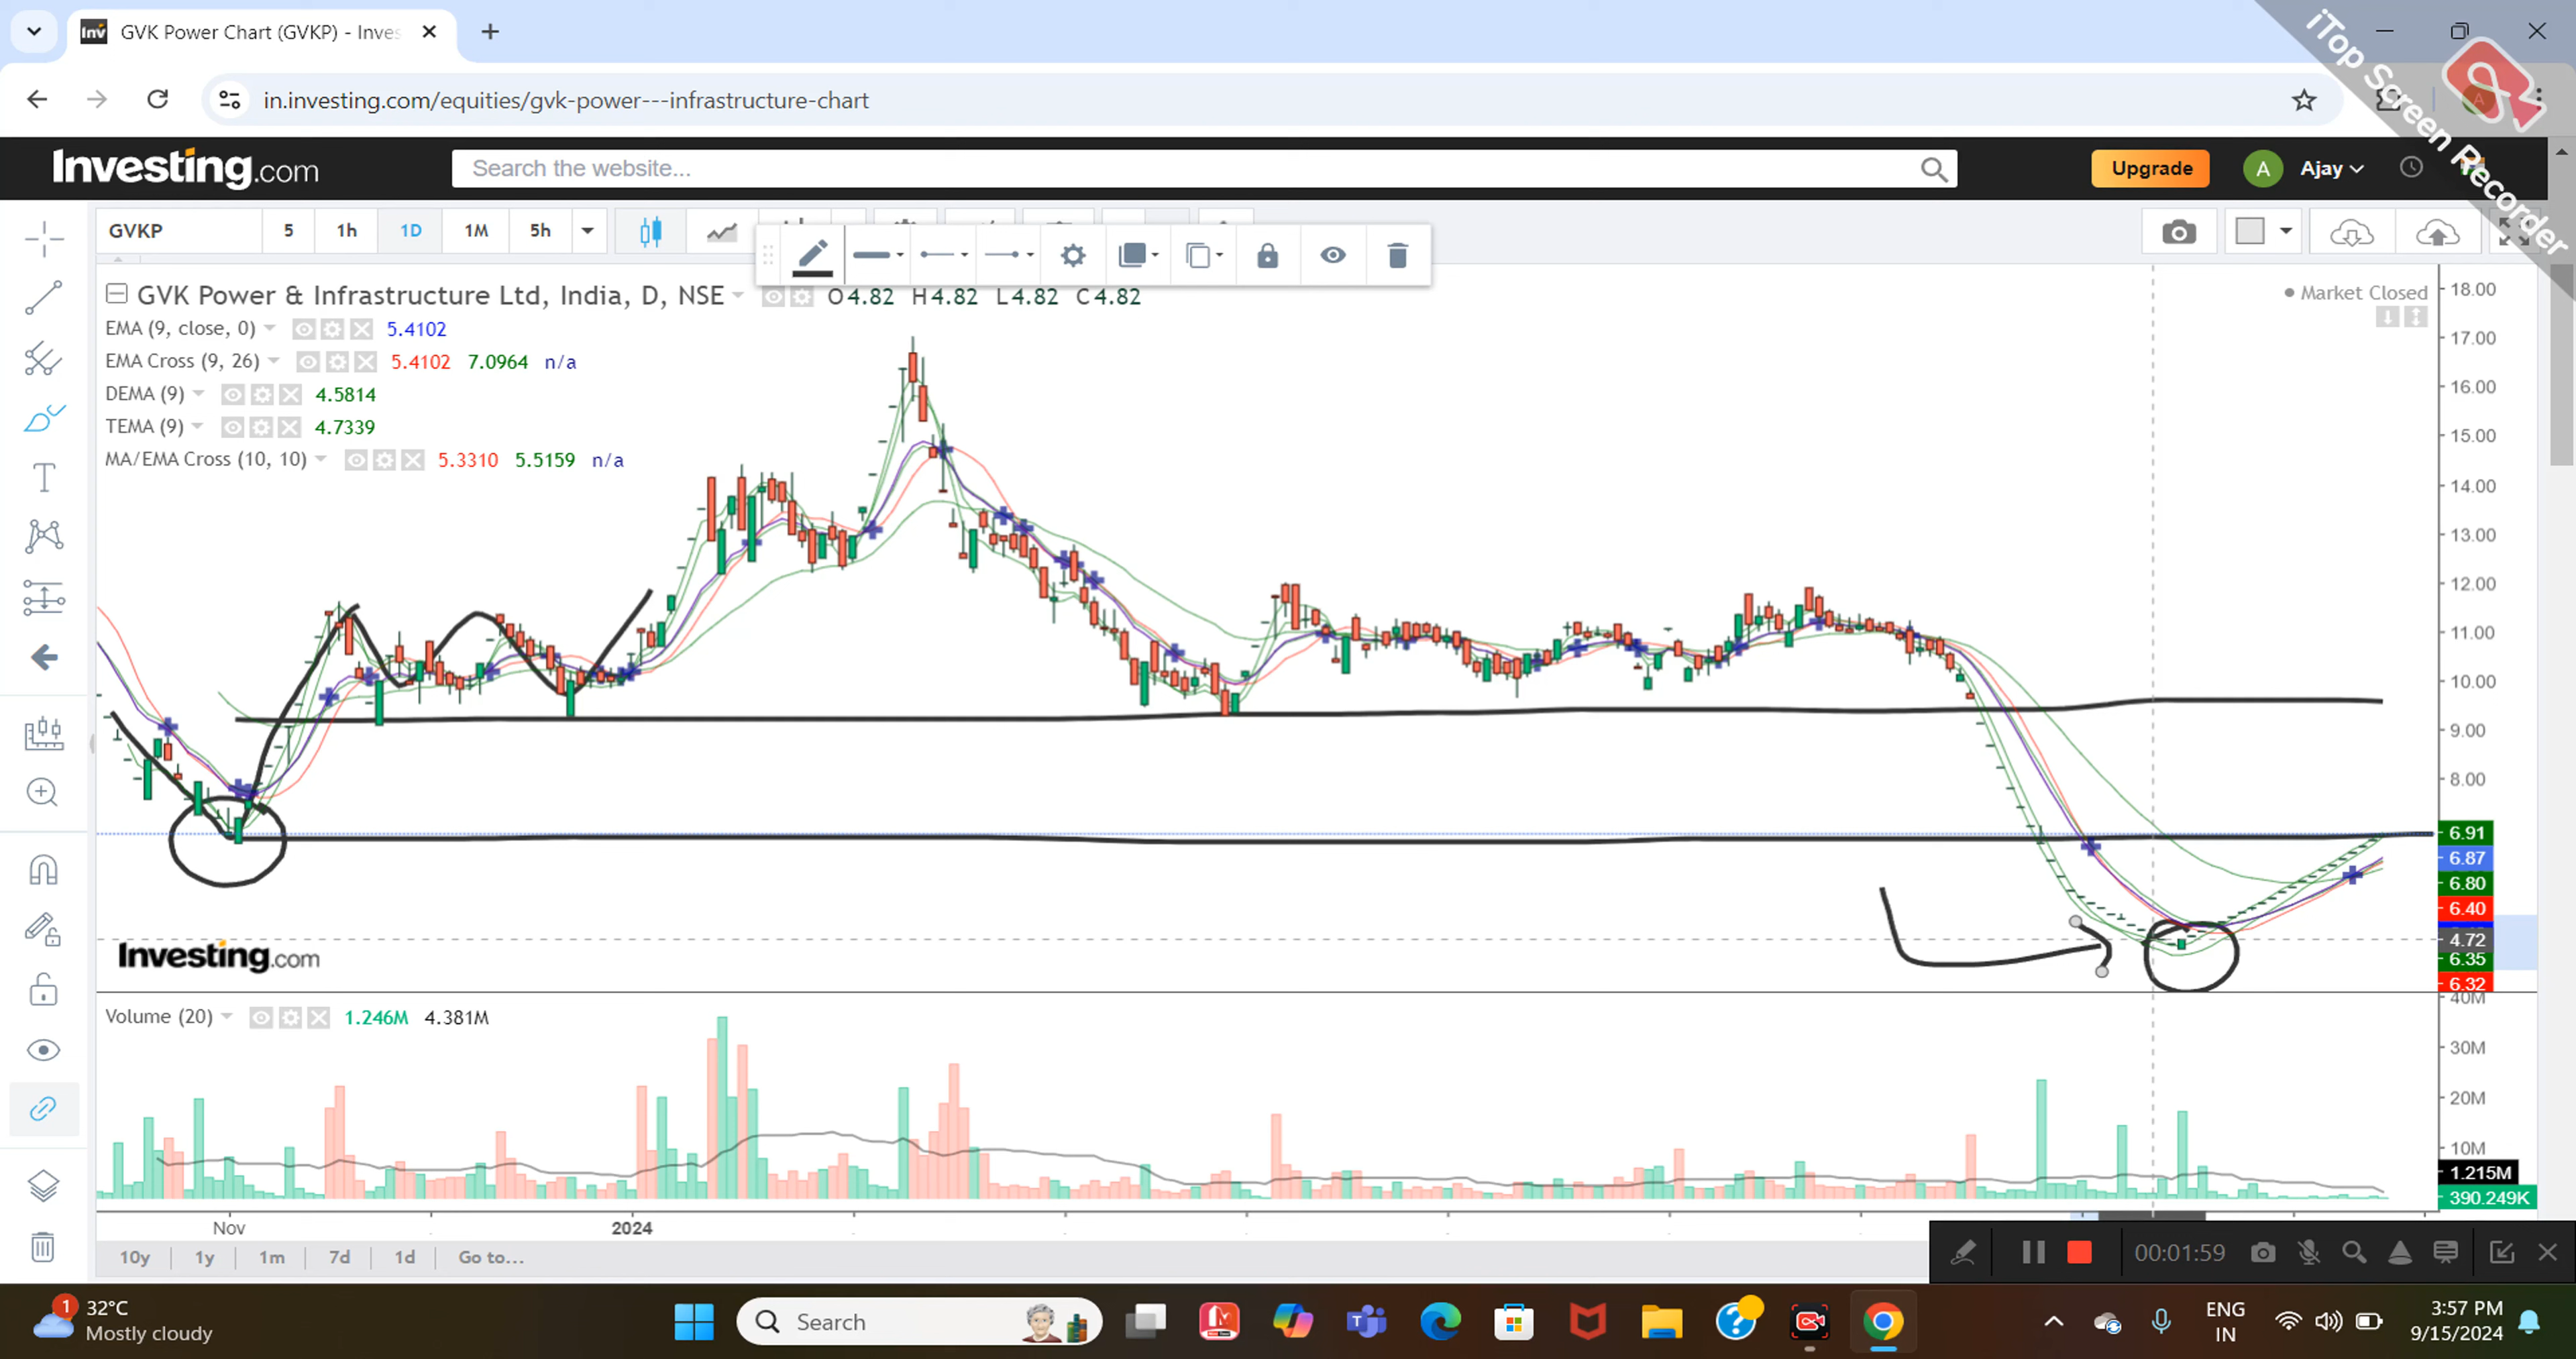 GVK Power Chart (GVKP) - Inves
in.investing.com/equities/gvk-power---infrastructure-chart
iTop Screen Recorder
Investing.com
Search the website...
Upgrade
A
Ajay
GVKP 5 1h 1D 1M 5h
GVK Power & Infrastructure Ltd, India, D, NSE O4.82 H4.82 L4.82 C4.82
Market Closed
EMA (9, close, 0) 5.4102
EMA Cross (9, 26) 5.4102 7.0964 n/a
DEMA (9) 4.5814
TEMA (9) 4.7339
MA/EMA Cross (10, 10) 5.3310 5.5159 n/a
18.00
17.00
16.00
15.00
14.00
13.00
12.00
11.00
10.00
9.00
8.00
6.91
6.87
6.80
6.40
4.72
6.35
6.32
Investing.com
Volume (20) 1.246M 4.381M
40M
30M
20M
10M
1.215M
390.249K
Nov 2024
10y 1y 1m 7d 1d Go to...
00:01:59
1
32°C
Mostly cloudy
Search
ENG
IN
3:57 PM
9/15/2024